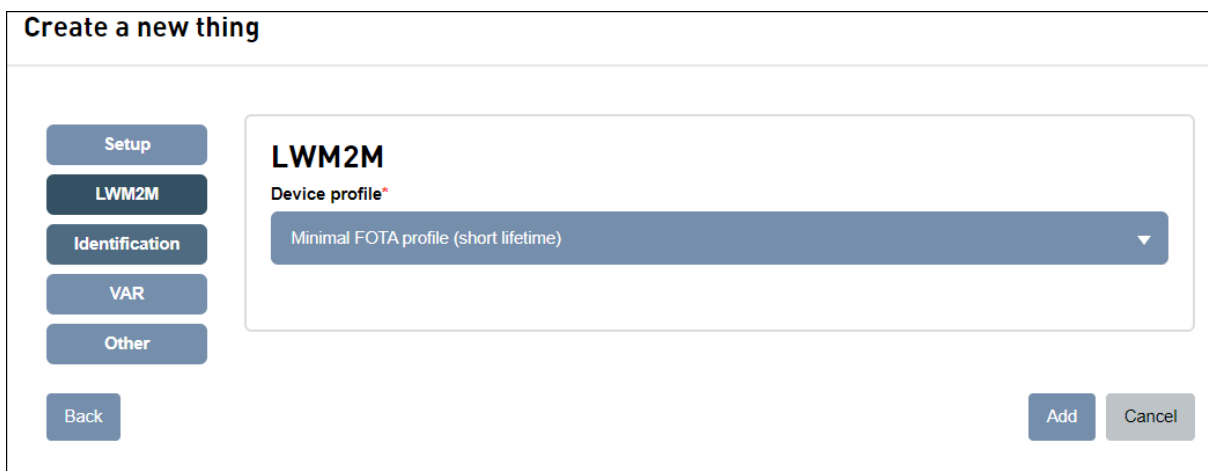 Create a new thing
Setup
LWM2M
Identification
VAR
Other
LWM2M
Device profile*
Minimal FOTA profile (short lifetime)
Back
Add
Cancel